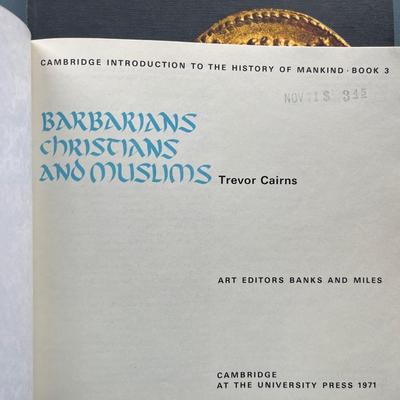 CAMBRIDGE INTRODUCTION TO THE HISTORY OF MANKIND · BOOK 3
BARBARIANS
CHRISTIANS
AND MUSLIMS
Trevor Cairns
ART EDITORS BANKS AND MILES
CAMBRIDGE
AT THE UNIVERSITY PRESS 1971